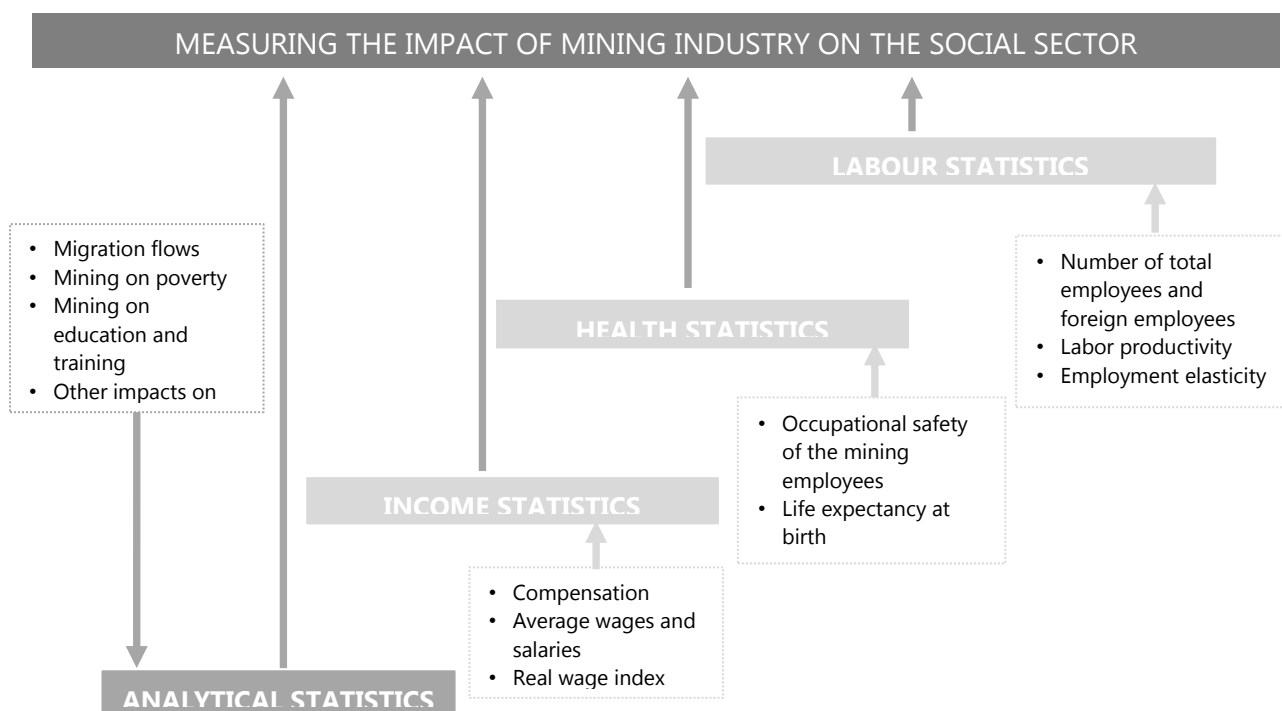 MEASURING THE IMPACT OF MINING INDUSTRY ON THE SOCIAL SECTOR
LABOUR STATISTICS
• Migration flows
• Mining on poverty
• Mining on
education and
training
• Other impacts on
• Number of total
employees and
foreign employees
• Labor productivity
• Employment elasticity
HEALTH STATISTICS
• Occupational safety
of the mining
employees
• Life expectancy at
birth
INCOME STATISTICS
• Compensation
• Average wages and
salaries
• Real wage index
ANALYTICAL STATISTICS